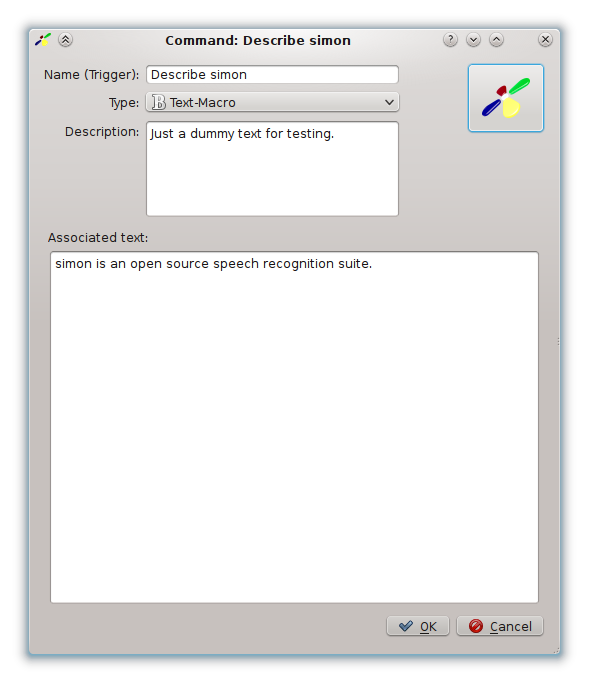 Command: Describe simon
Name (Trigger): Describe simon
Type: Text-Macro
Description: Just a dummy text for testing.
Associated text:
simon is an open source speech recognition suite.
OK Cancel